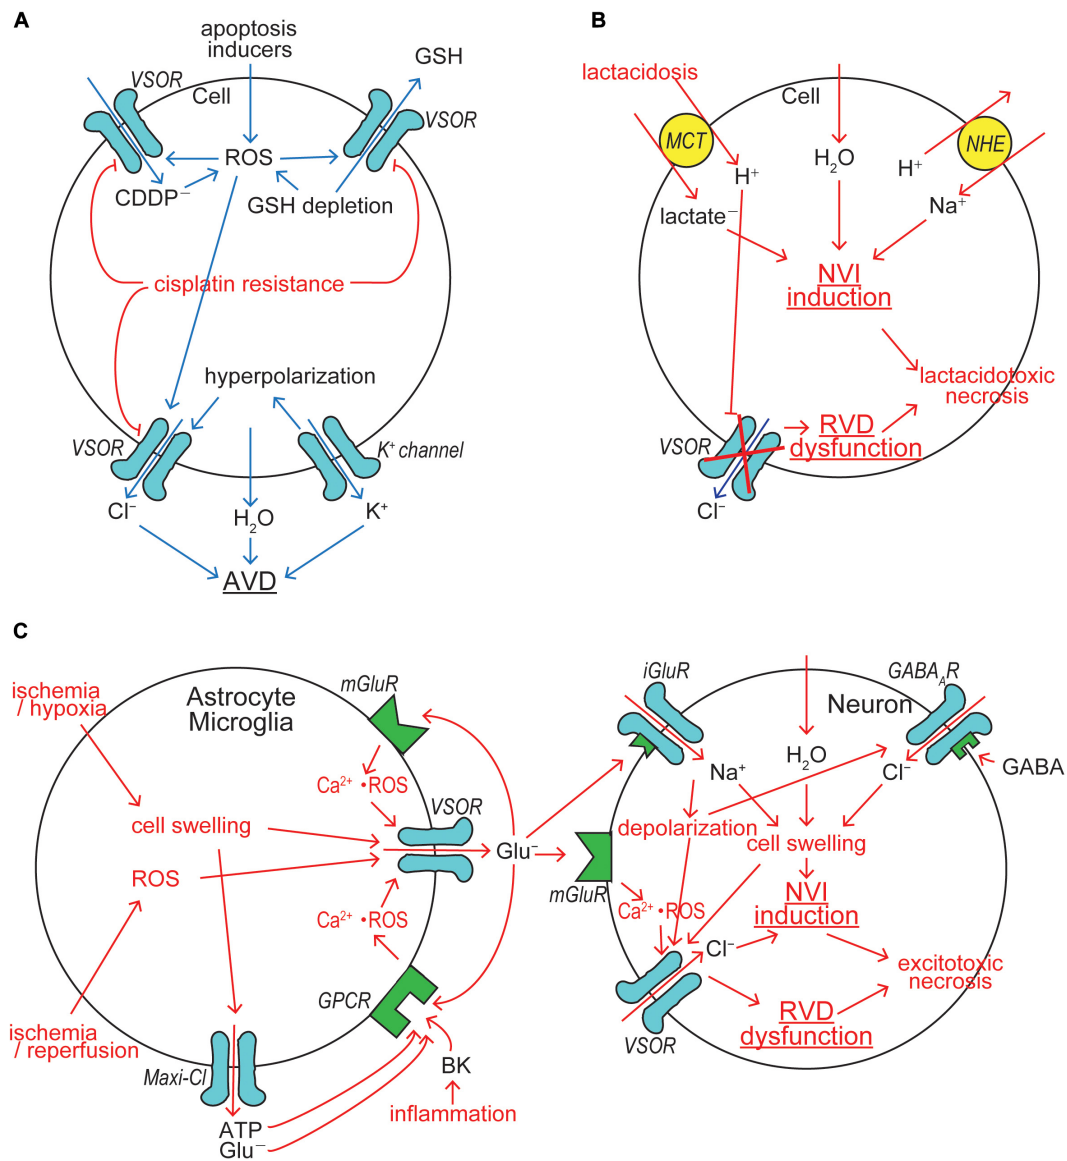 A
apoptosis
inducers
GSH
VSOR
Cell
VSOR
ROS
CDDP⁻
GSH depletion
cisplatin resistance
hyperpolarization
VSOR
K⁺ channel
Cl⁻
H₂O
K⁺
AVD
B
lactacidosis
Cell
MCT
NHE
H₂O
H⁺
H⁺
lactate⁻
Na⁺
NVI
induction
lactacidotoxic
necrosis
VSOR
RVD
dysfunction
Cl⁻
C
ischemia
/ hypoxia
Astrocyte
Microglia
mGluR
Ca²⁺ •ROS
VSOR
cell swelling
Glu⁻
ROS
Ca²⁺ •ROS
GPCR
ischemia
/ reperfusion
Maxi-Cl
BK
inflammation
ATP
Glu⁻
iGluR
GABA_AR
Neuron
H₂O
Na⁺
Cl⁻
GABA
depolarization
cell swelling
mGluR
NVI
induction
Ca²⁺ •ROS
Cl⁻
excitotoxic
necrosis
RVD
dysfunction
VSOR